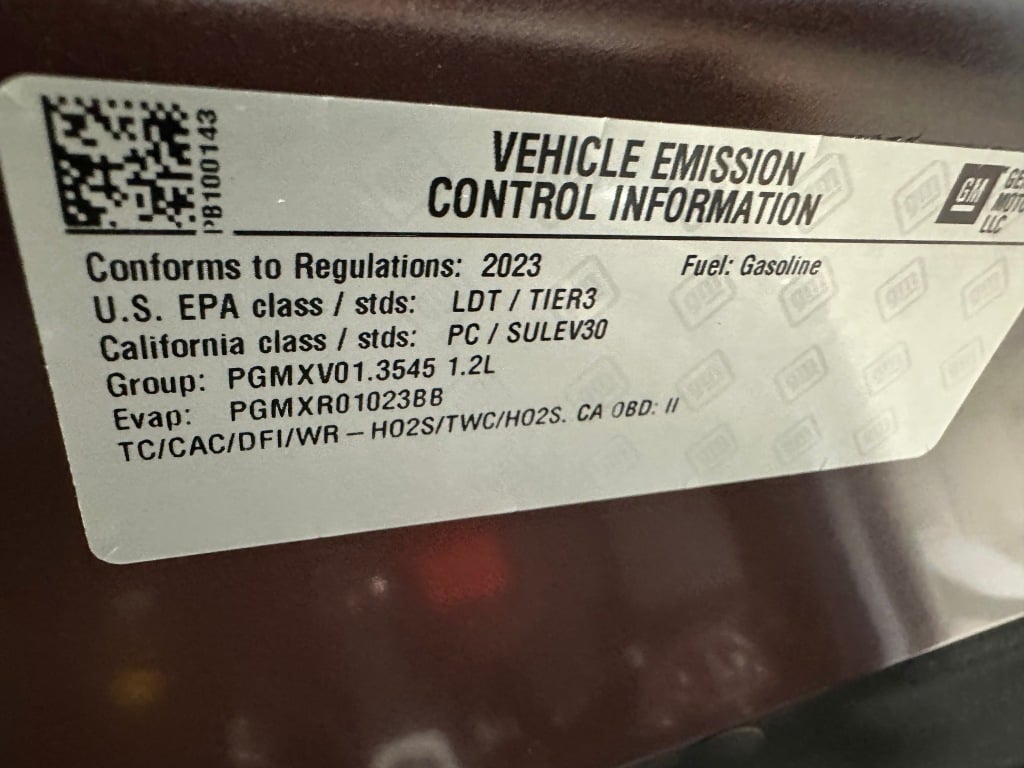 PB100143
VEHICLE EMISSION
CONTROL INFORMATION
GM
LLC
Conforms to Regulations: 2023
Fuel: Gasoline
U.S. EPA class / stds: LDT / TIER3
California class / stds: PC / SULEV30
Group: PGMXV01.3545 1.2L
Evap: PGMXR01023BB
TC/CAC/DFI/WR – HO2S/TWC/HO2S. CA OBD: II